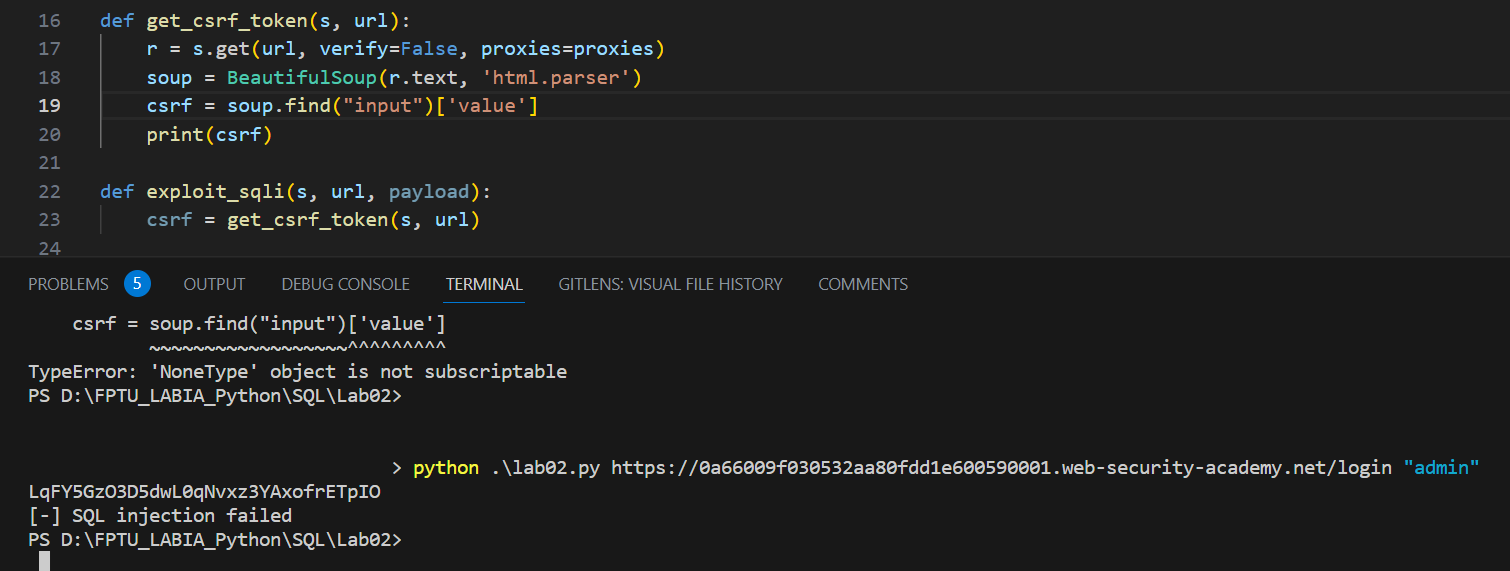 16 def get_csrf_token(s, url):
17     r = s.get(url, verify=False, proxies=proxies)
18     soup = BeautifulSoup(r.text, 'html.parser')
19     csrf = soup.find("input")['value']
20     print(csrf)
21
22 def exploit_sqli(s, url, payload):
23     csrf = get_csrf_token(s, url)
24
PROBLEMS 5 OUTPUT DEBUG CONSOLE TERMINAL GITLENS: VISUAL FILE HISTORY COMMENTS
    csrf = soup.find("input")['value']
           ~~~~~~~~~~~~~~~~~~^^^^^^^^^
TypeError: 'NoneType' object is not subscriptable
PS D:\FPTU_LABIA_Python\SQL\Lab02>
> python .\lab02.py https://0a66009f030532aa80fdd1e600590001.web-security-academy.net/login "admin"
LqFY5GzO3D5dwL0qNvxz3YAxofrETpIO
[-] SQL injection failed
PS D:\FPTU_LABIA_Python\SQL\Lab02>